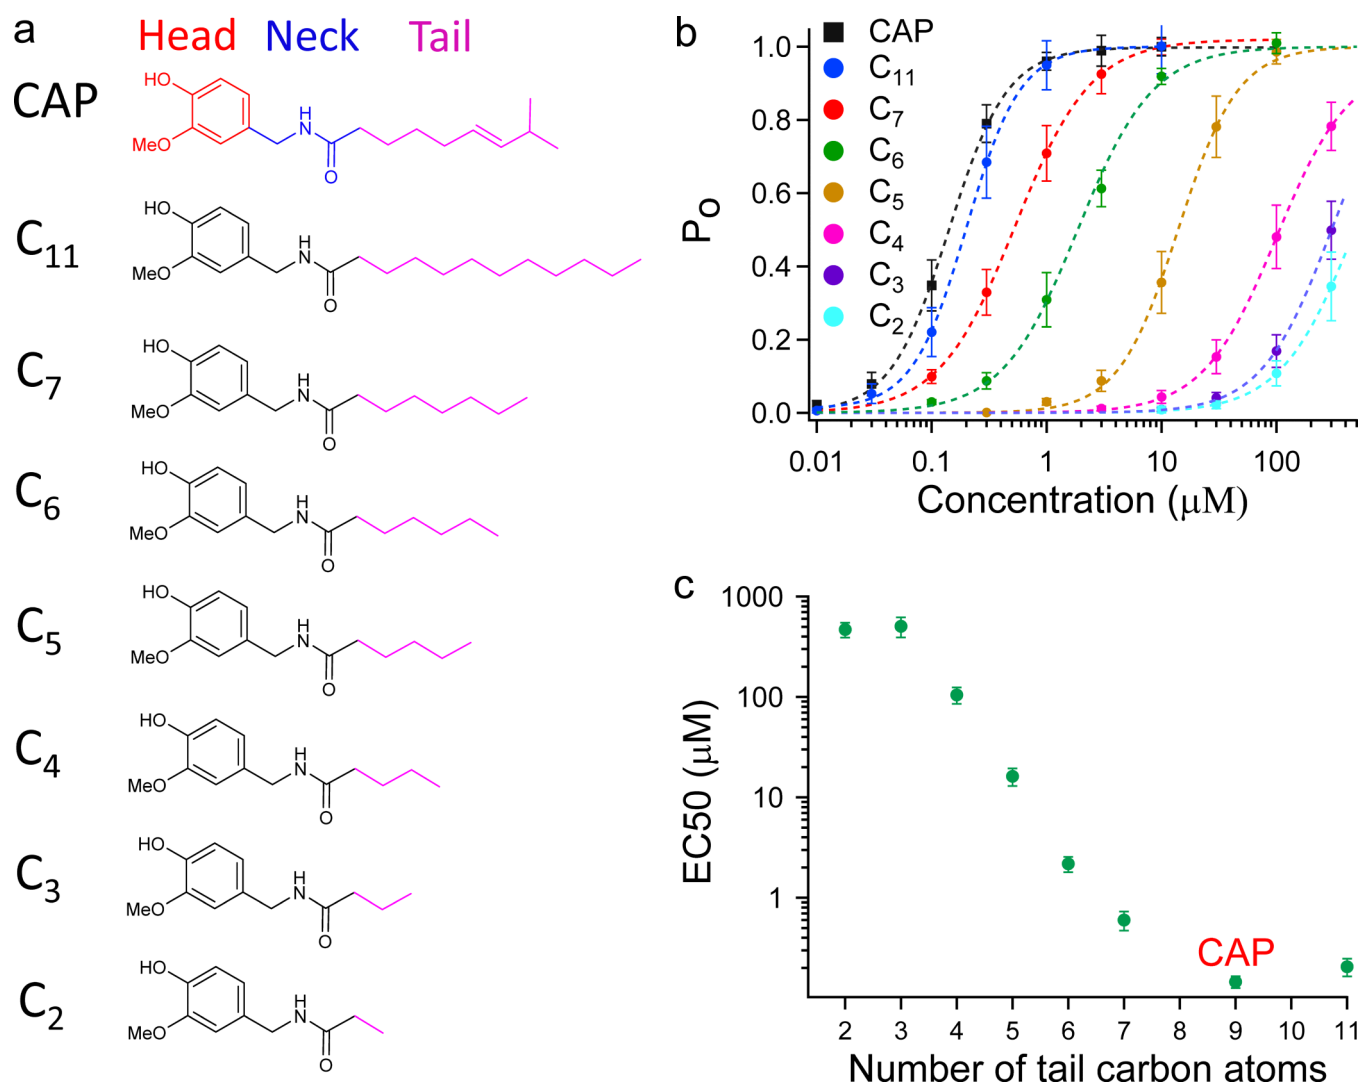 a
Head Neck Tail
CAP
HO
MeO
H
N
O
C11
HO
MeO
H
N
O
C7
HO
MeO
H
N
O
C6
HO
MeO
H
N
O
C5
HO
MeO
H
N
O
C4
HO
MeO
H
N
O
C3
HO
MeO
H
N
O
C2
HO
MeO
H
N
O
b
CAP
C11
C7
C6
C5
C4
C3
C2
1.0
0.8
0.6
0.4
0.2
0.0
PO
0.01 0.1 1 10 100
Concentration (μM)
c
1000
100
10
1
EC50 (μM)
CAP
2 3 4 5 6 7 8 9 10 11
Number of tail carbon atoms